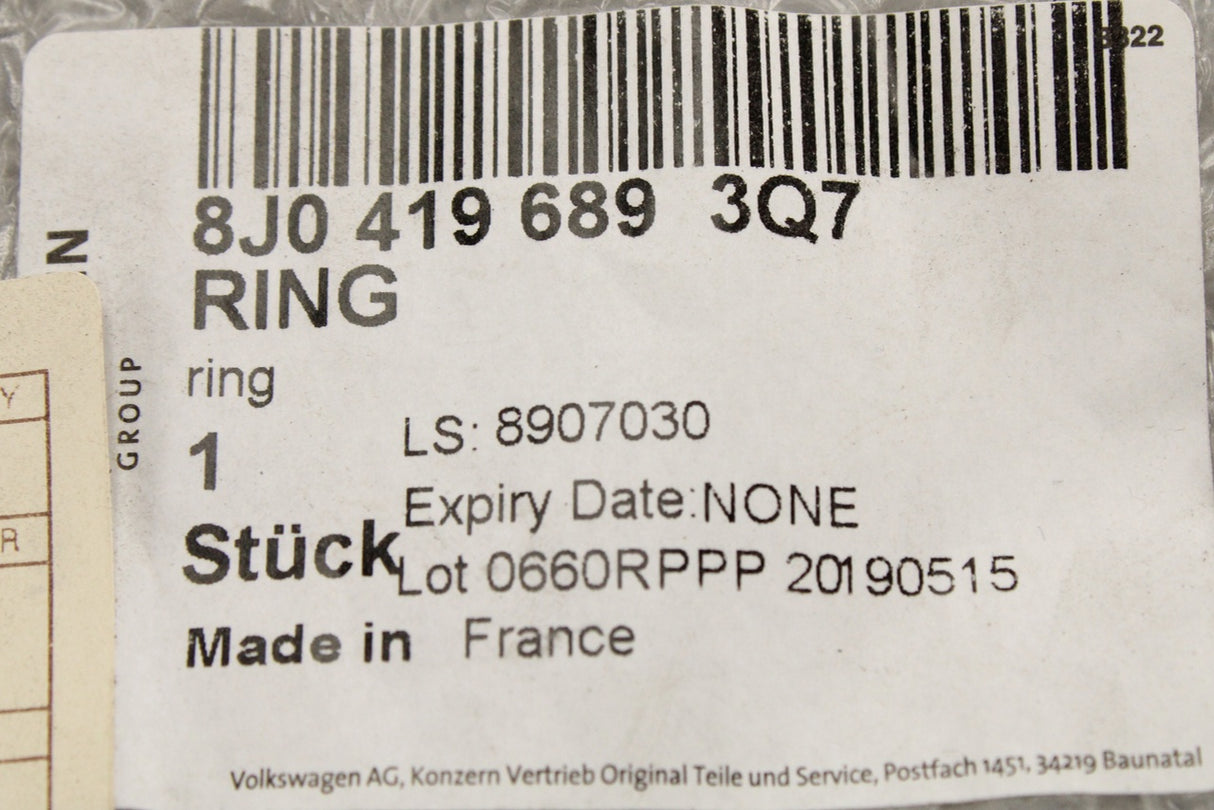 8J0 419 689 3Q7
RING
ring
1
LS: 8907030
Expiry Date:NONE
Stück
Lot 0660RPPP 20190515
Made in France
GROUP
Y
R
Volkswagen AG, Konzern Vertrieb Original Teile und Service, Postfach 1451, 34219 Baunatal